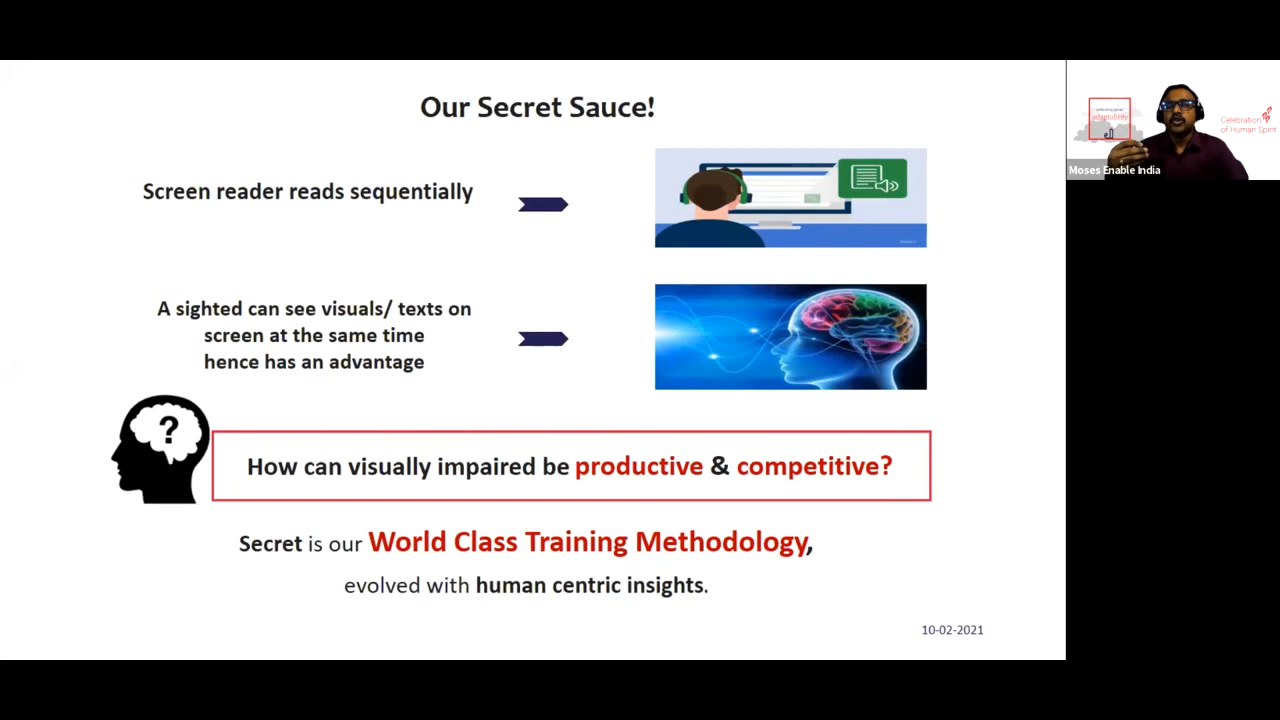 Our Secret Sauce!
Screen reader reads sequentially
A sighted can see visuals/ texts on
screen at the same time
hence has an advantage
?
How can visually impaired be productive & competitive?
Secret is our World Class Training Methodology,
evolved with human centric insights.
10-02-2021
adaptability
Celebration
of Human Spirit
Moses Enable India